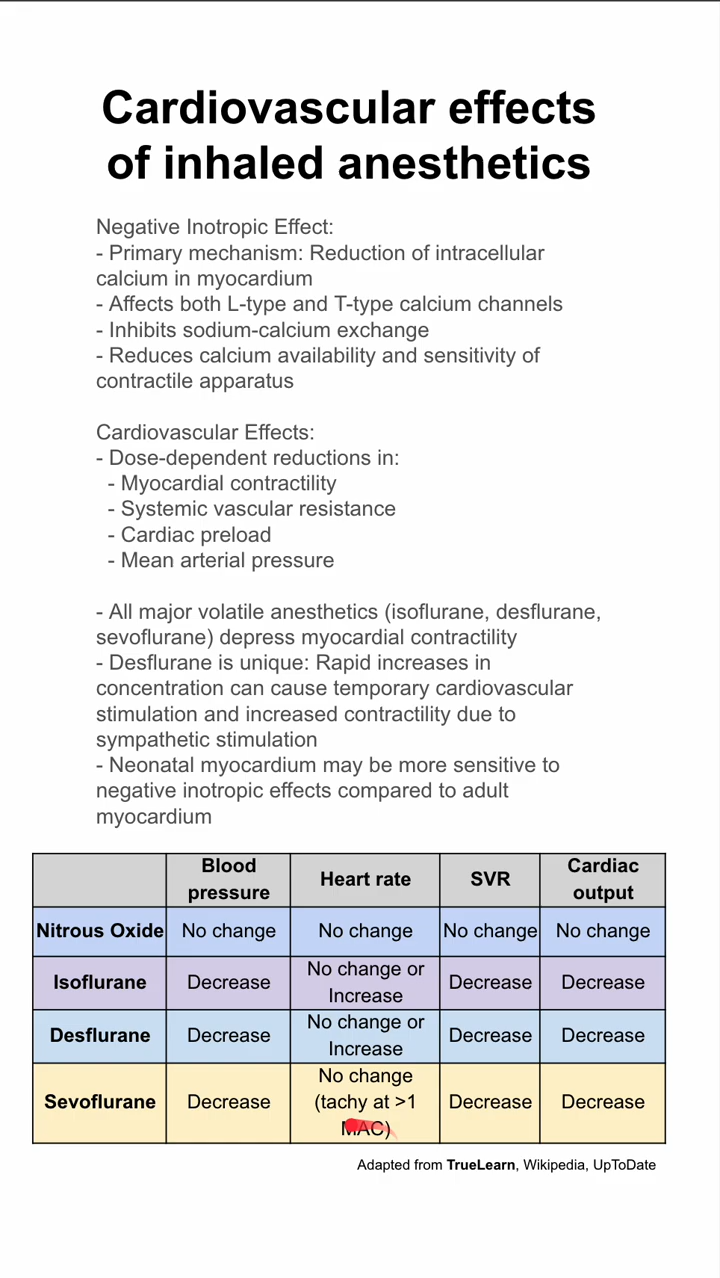 Cardiovascular effects
of inhaled anesthetics
Negative Inotropic Effect:
- Primary mechanism: Reduction of intracellular
calcium in myocardium
- Affects both L-type and T-type calcium channels
- Inhibits sodium-calcium exchange
- Reduces calcium availability and sensitivity of
contractile apparatus
Cardiovascular Effects:
- Dose-dependent reductions in:
- Myocardial contractility
- Systemic vascular resistance
- Cardiac preload
- Mean arterial pressure
- All major volatile anesthetics (isoflurane, desflurane,
sevoflurane) depress myocardial contractility
- Desflurane is unique: Rapid increases in
concentration can cause temporary cardiovascular
stimulation and increased contractility due to
sympathetic stimulation
- Neonatal myocardium may be more sensitive to
negative inotropic effects compared to adult
myocardium
Blood
pressure
Heart rate
SVR
Cardiac
output
Nitrous Oxide
No change
No change
No change
No change
Isoflurane
Decrease
No change or
Increase
Decrease
Decrease
Desflurane
Decrease
No change or
Increase
Decrease
Decrease
Sevoflurane
Decrease
No change
(tachy at >1
MAC)
Decrease
Decrease
Adapted from TrueLearn, Wikipedia, UpToDate